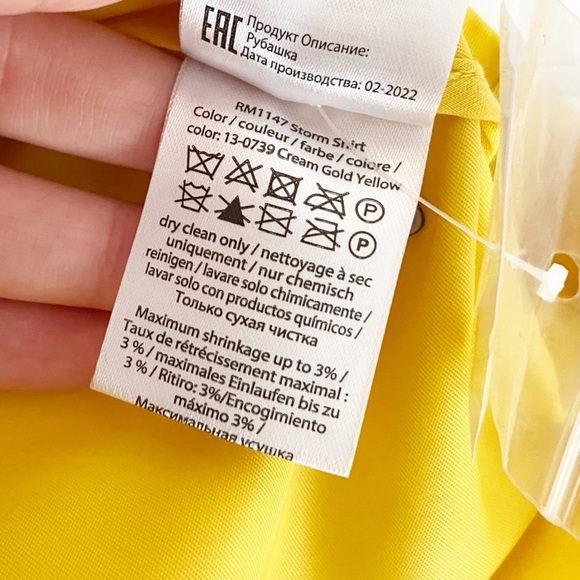 EAC
Продукт Описание:
Рубашка
Дата производства: 02-2022
RM1147 Storm Shirt
Color / couleur / farbe / colore /
color: 13-0739 Cream Gold Yellow
P
P
dry clean only / nettoyage à sec
uniquement / nur chemisch
reinigen / lavare solo chimicamente /
lavar solo con productos químicos /
Только сухая чистка
Maximum shrinkage up to 3% /
Taux de rétrécissement maximal :
3 % / maximales Einlaufen bis zu
3 % / Ritiro: 3%/Encogimiento
máximo 3% /
Максимальная усушка